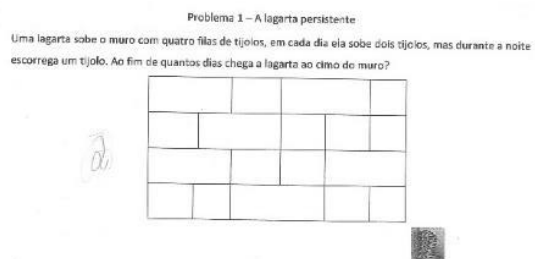 Problema 1 – A lagarta persistente
Uma lagarta sobe o muro com quatro filas de tijolos, em cada dia ela sobe dois tijolos, mas durante a noite
escorrega um tijolo. Ao fim de quantos dias chega a lagarta ao cimo do muro?